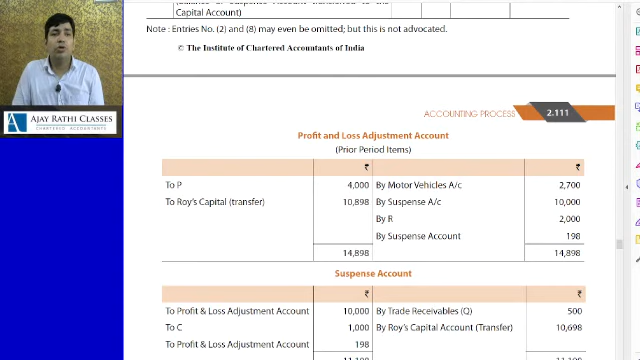 Capital Account)
Note : Entries No. (2) and (8) may even be omitted; but this is not advocated.
© The Institute of Chartered Accountants of India
AJAY RATHI CLASSES
CHARTERED ACCOUNTANTS
ACCOUNTING PROCESS 2.111
Profit and Loss Adjustment Account
(Prior Period Items)
₹ ₹
To P 4,000 By Motor Vehicles A/c 2,700
To Roy's Capital (transfer) 10,898 By Suspense A/c 10,000
By R 2,000
By Suspense Account 198
14,898 14,898
Suspense Account
₹ ₹
To Profit & Loss Adjustment Account 10,000 By Trade Receivables (Q) 500
To C 1,000 By Roy's Capital Account (Transfer) 10,698
To Profit & Loss Adjustment Account 198